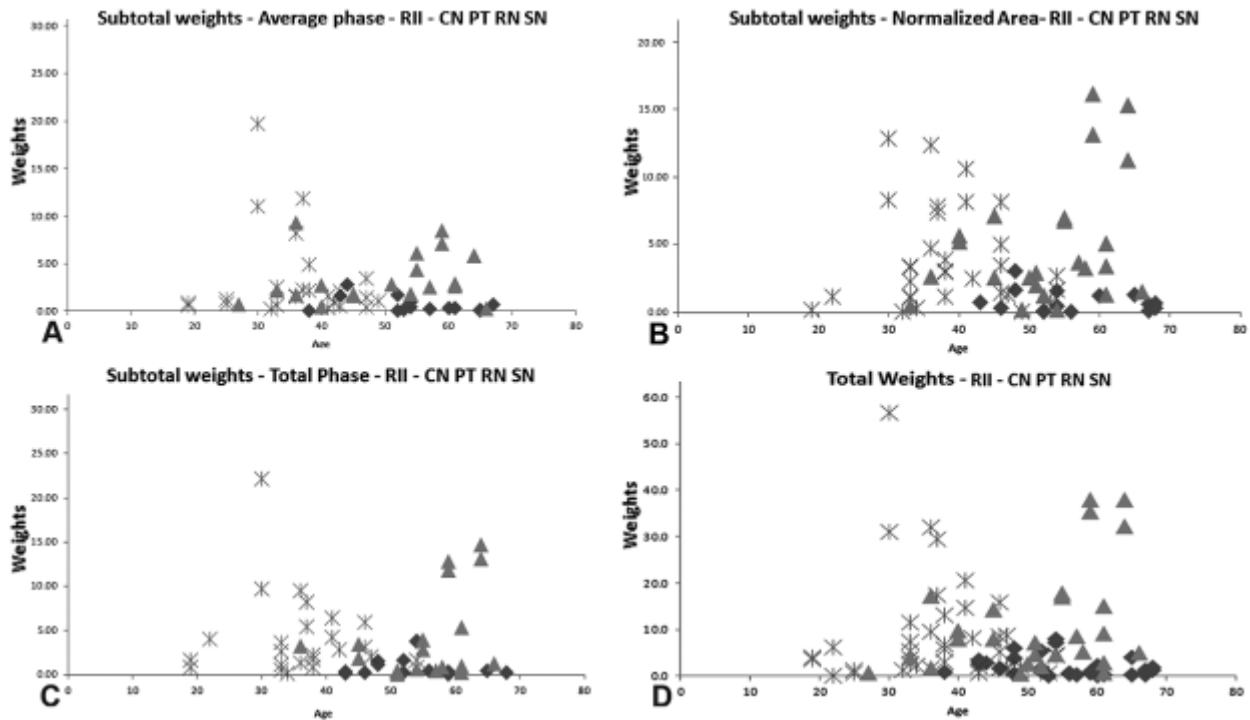 Subtotal weights - Average phase - RII - CN PT RN SN
30.00
25.00
20.00
15.00
10.00
5.00
0.00
Weights
0 10 20 30 40 50 60 70 80
Age
A
Subtotal weights - Normalized Area- RII - CN PT RN SN
20.00
15.00
10.00
5.00
0.00
Weights
0 10 20 30 40 50 60 70 80
Age
B
Subtotal weights - Total Phase - RII - CN PT RN SN
30.00
25.00
20.00
15.00
10.00
5.00
0.00
Weights
0 10 20 30 40 50 60 70 80
Age
C
Total Weights - RII - CN PT RN SN
60.0
50.0
40.0
30.0
20.0
10.0
0.0
Weights
0 10 20 30 40 50 60 70 80
Age
D